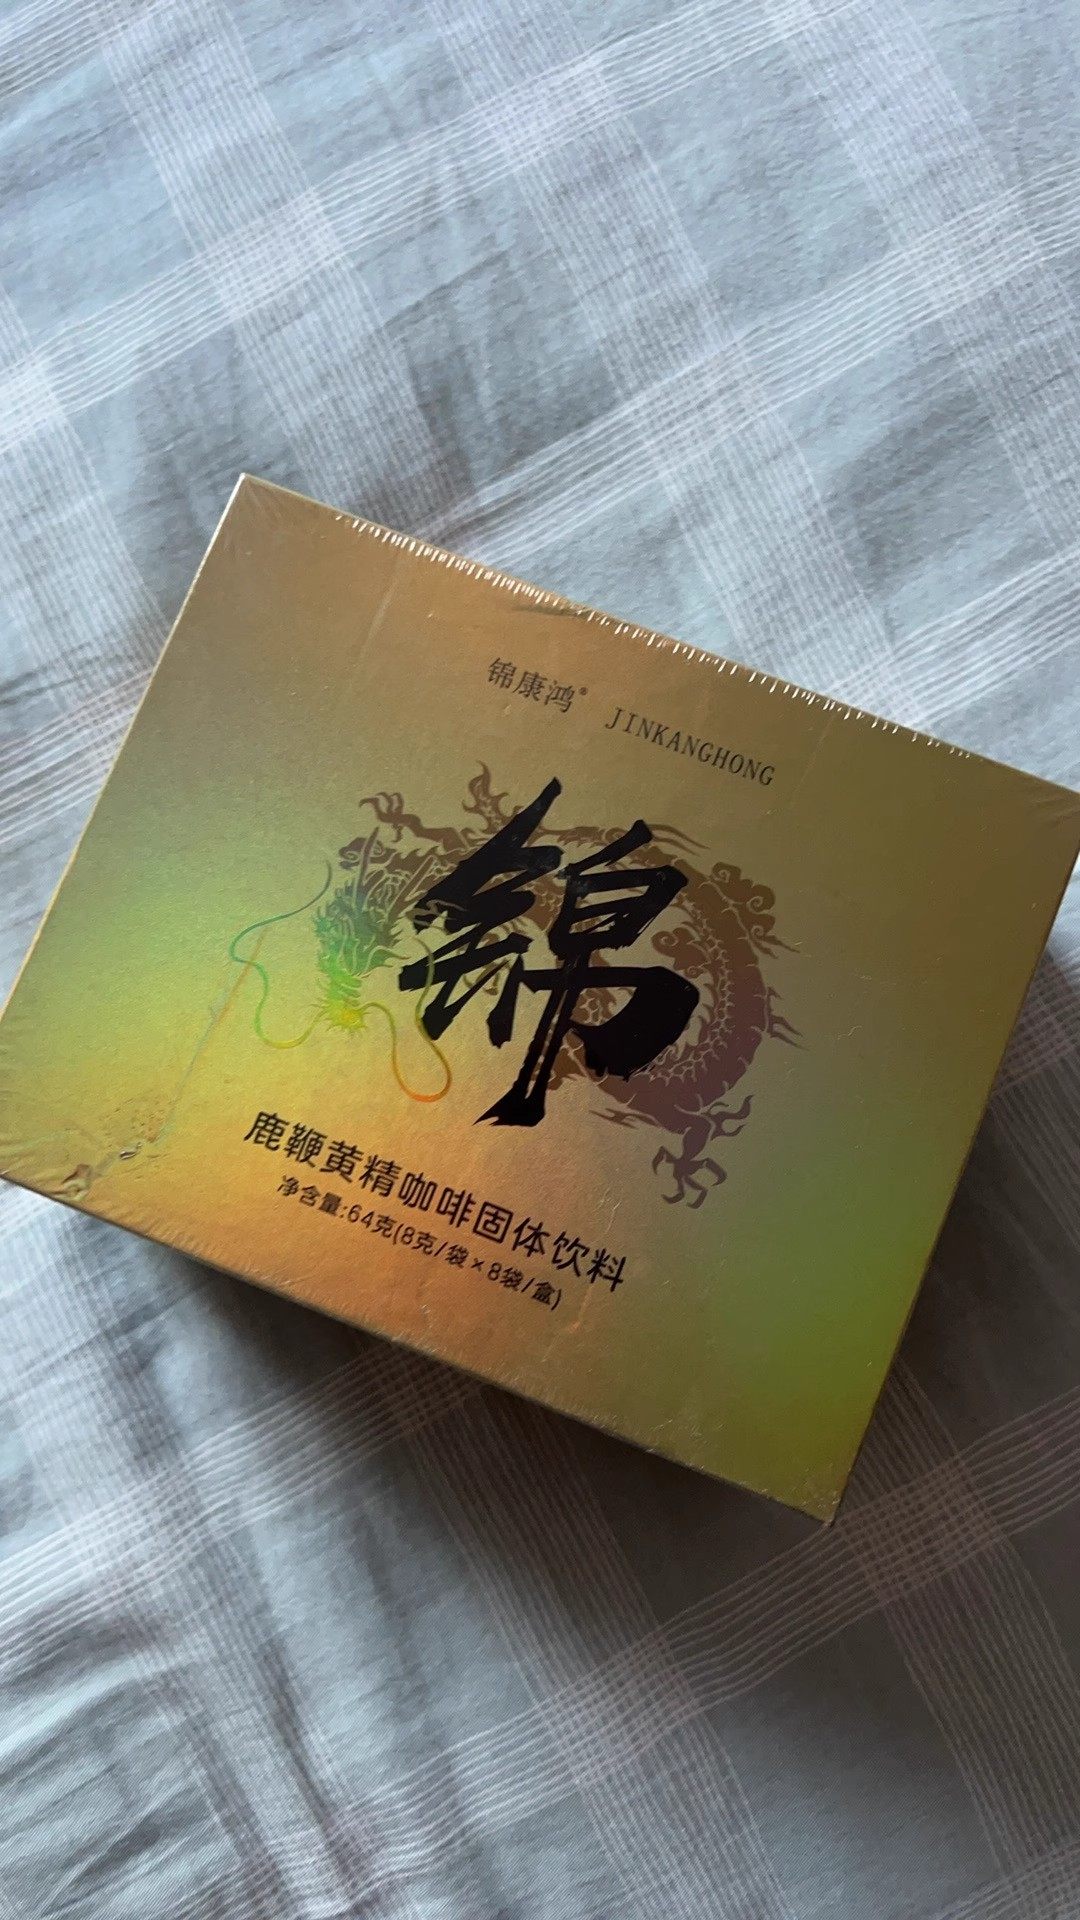 锦康鸿® JINKANGHONG
锦
鹿鞭黄精咖啡固体饮料
净含量:64克(8克/袋×8袋/盒)